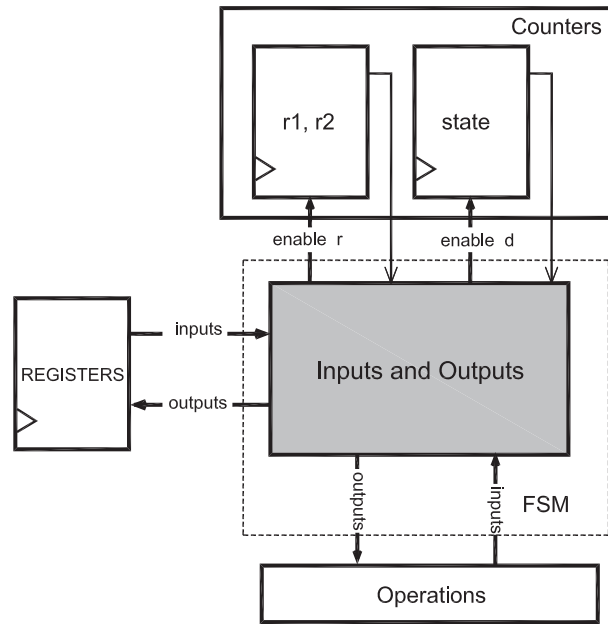 Counters
r1, r2
state
enable r
enable d
inputs
REGISTERS
outputs
Inputs and Outputs
outputs
inputs
FSM
Operations